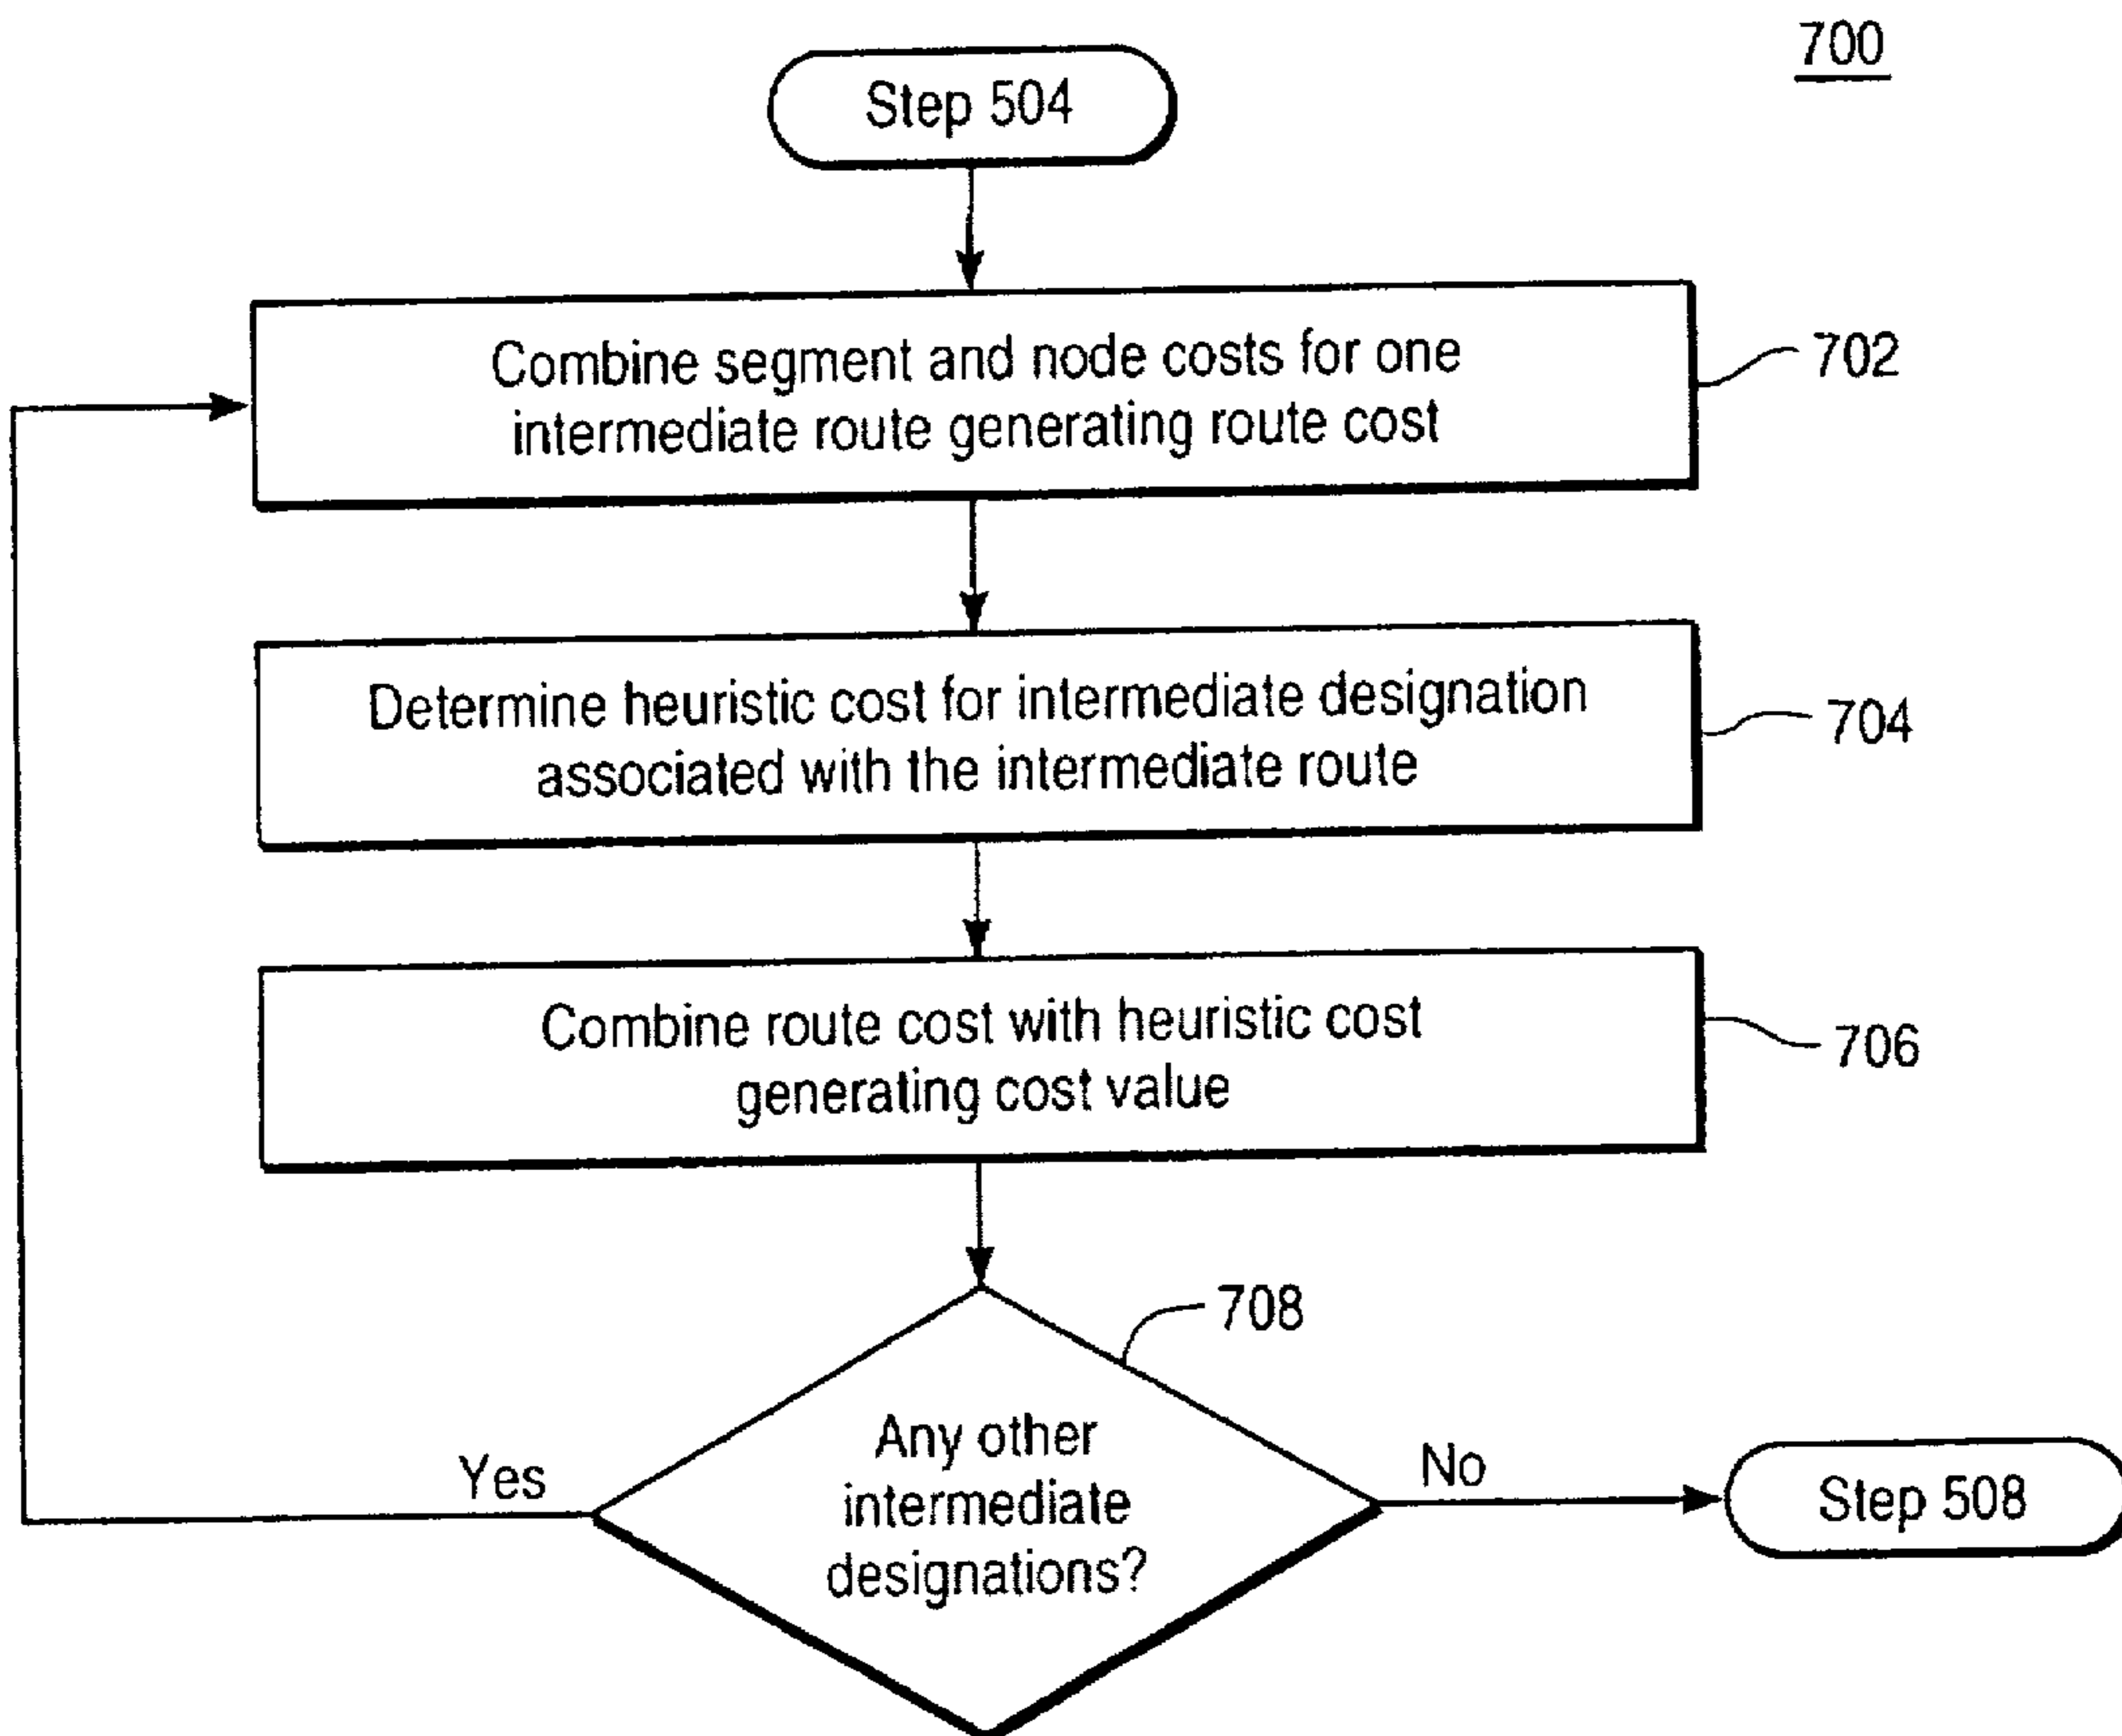 700
Step 504
Combine segment and node costs for one
intermediate route generating route cost
702
Determine heuristic cost for intermediate designation
associated with the intermediate route
704
Combine route cost with heuristic cost
generating cost value
706
708
Any other
intermediate
designations?
Yes
No
Step 508